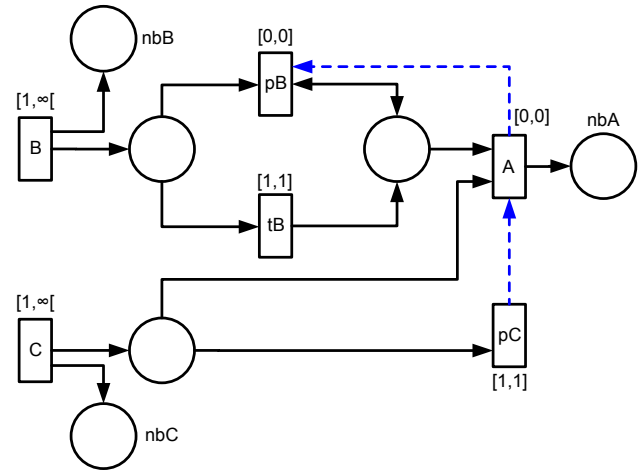 nbB
[0,0]
pB
[1,∞[
B
[0,0]
nbA
A
[1,1]
tB
[1,∞[
C
pC
[1,1]
nbC